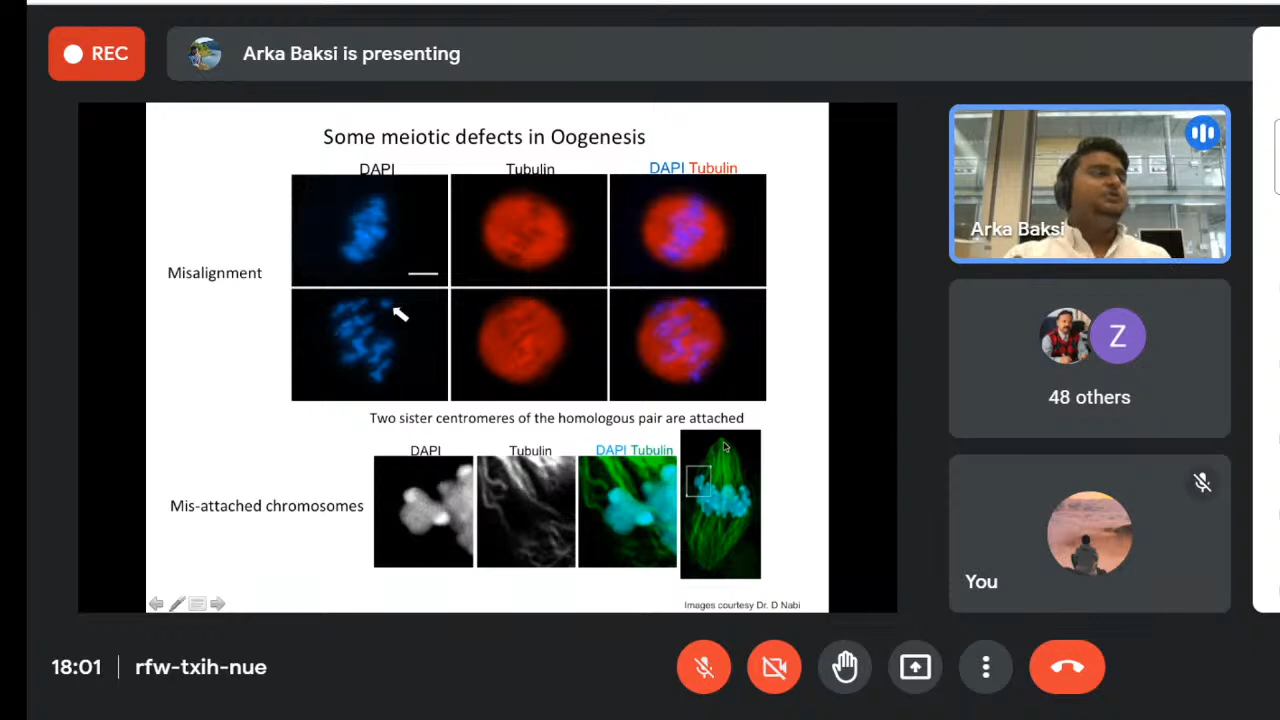 REC
Arka Baksi is presenting
Some meiotic defects in Oogenesis
DAPI
Tubulin
DAPI Tubulin
Misalignment
Two sister centromeres of the homologous pair are attached
DAPI
Tubulin
DAPI Tubulin
Mis-attached chromosomes
Images courtesy Dr. D Nabi
Arka Baksi
Z
48 others
You
18:01
rfw-txih-nue